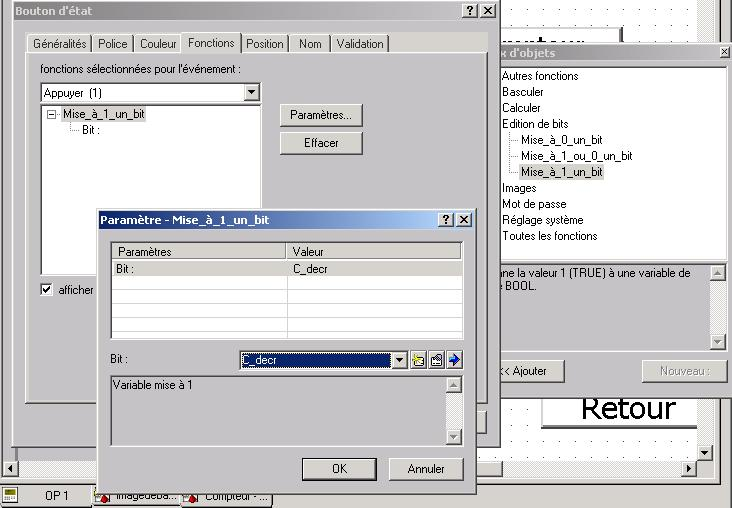 Bouton d'état
Généralités
Police
Couleur
Fonctions
Position
Nom
Validation
fonctions sélectionnées pour l'événement :
Appuyer (1)
Mise_à_1_un_bit
Bit :
Paramètres...
Effacer
afficher
d'objets
Autres fonctions
Basculer
Calculer
Edition de bits
Mise_à_0_un_bit
Mise_à_1_ou_0_un_bit
Mise_à_1_un_bit
Images
Mot de passe
Réglage système
Toutes les fonctions
la valeur 1 (TRUE) à une variable de
BOOL.
<< Ajouter
Nouveau :
Paramètre - Mise_à_1_un_bit
Paramètres
Valeur
Bit :
C_decr
Bit :
C_decr
Variable mise à 1
OK
Annuler
Retour
OP 1
Compteur - ...